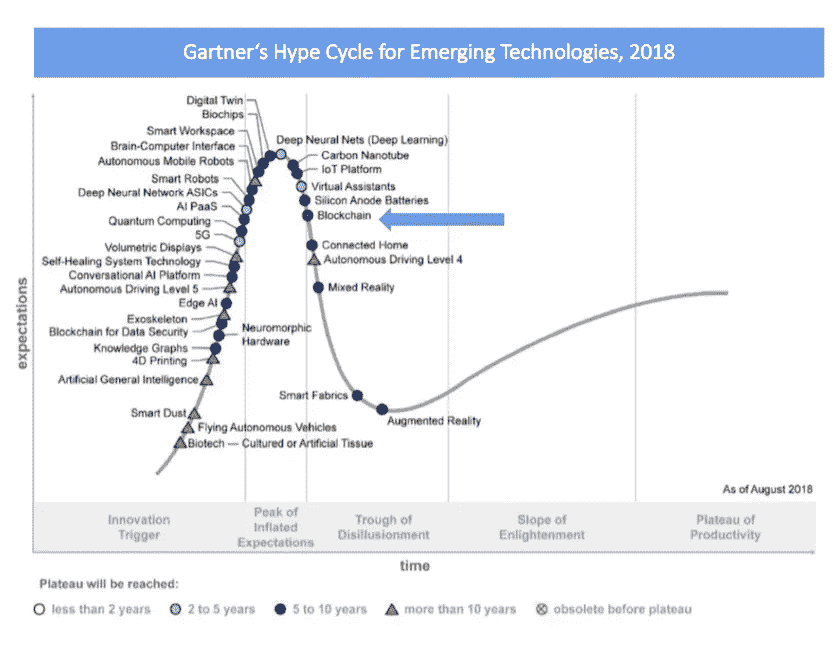 Gartner‘s Hype Cycle for Emerging Technologies, 2018
expectations
Digital Twin
Biochips
Smart Workspace
Brain-Computer Interface
Autonomous Mobile Robots
Smart Robots
Deep Neural Network ASICs
AI PaaS
Quantum Computing
5G
Volumetric Displays
Self-Healing System Technology
Conversational AI Platform
Autonomous Driving Level 5
Edge AI
Exoskeleton
Blockchain for Data Security
Neuromorphic
Hardware
Knowledge Graphs
4D Printing
Artificial General Intelligence
Smart Dust
Flying Autonomous Vehicles
Biotech — Cultured or Artificial Tissue
Deep Neural Nets (Deep Learning)
Carbon Nanotube
IoT Platform
Virtual Assistants
Silicon Anode Batteries
Blockchain
Connected Home
Autonomous Driving Level 4
Mixed Reality
Smart Fabrics
Augmented Reality
As of August 2018
Innovation
Trigger
Peak of
Inflated
Expectations
Trough of
Disillusionment
Slope of
Enlightenment
Plateau of
Productivity
time
Plateau will be reached:
less than 2 years
2 to 5 years
5 to 10 years
more than 10 years
obsolete before plateau